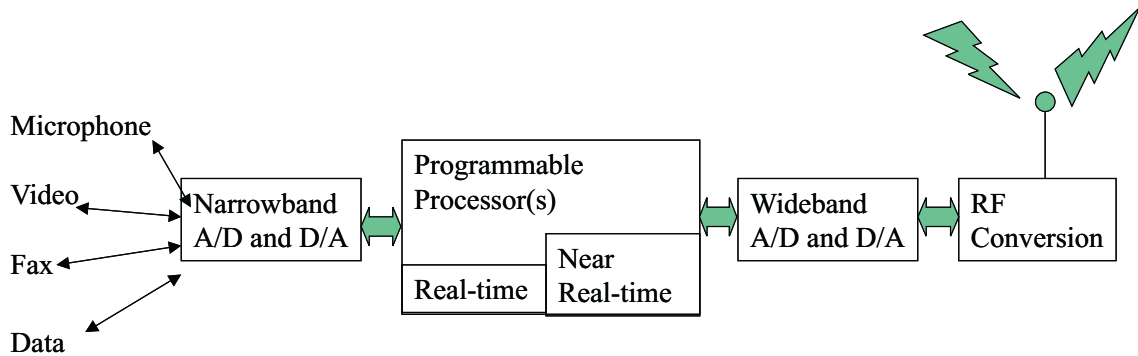 Microphone
Video
Fax
Data
Narrowband
A/D and D/A
Programmable
Processor(s)
Real-time
Near
Real-time
Wideband
A/D and D/A
RF
Conversion